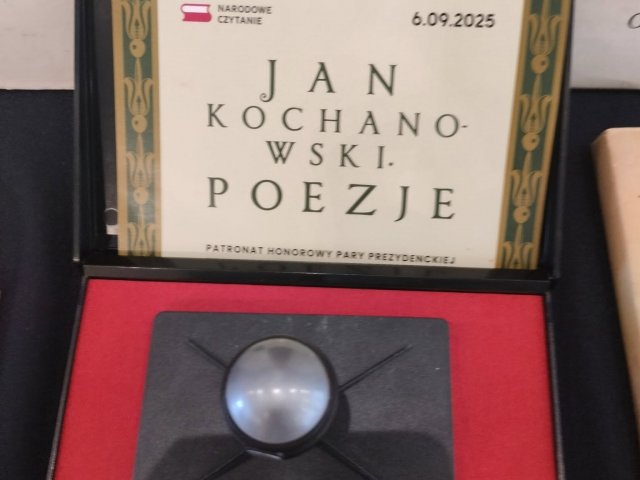 NARODOWE
CZYTANIE
6.09.2025
JAN
KOCHANO-
WSKI.
POEZJE
PATRONAT HONOROWY PARY PREZYDENCKIEJ